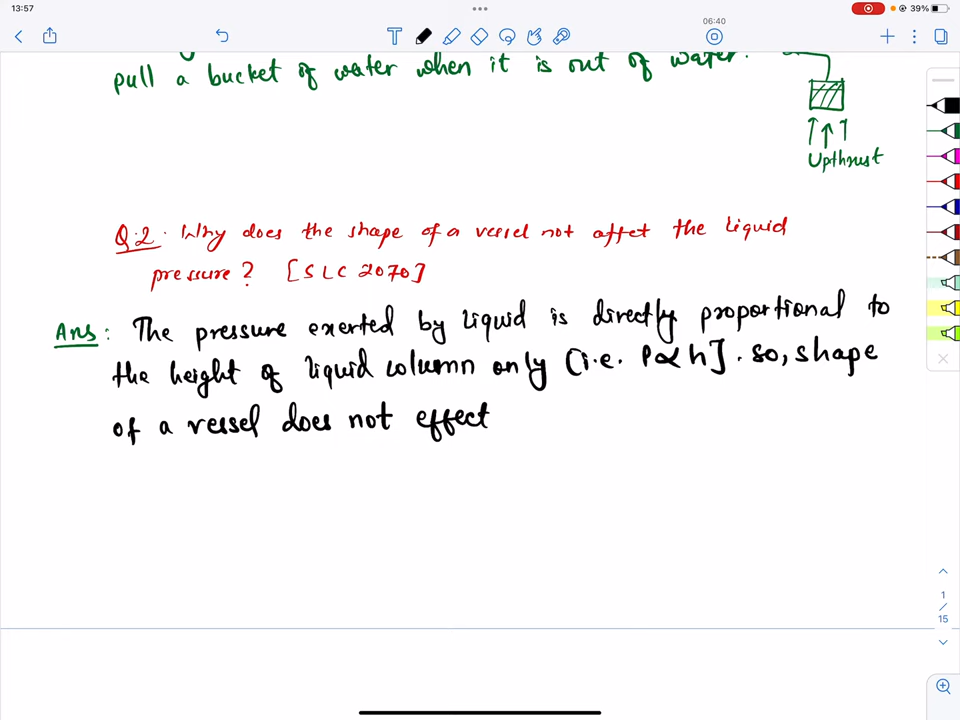 13:57
39%
06:40
T
pull a bucket of water when it is out of water.
Upthrust
Q.2. Why does the shape of a vessel not affet the liquid
pressure? [SLC 2070]
Ans: The pressure exerted by liquid is directly proportional to
the height of liquid column only (i.e. P∝h]. so, shape
of a vessel does not effect
1
/
15